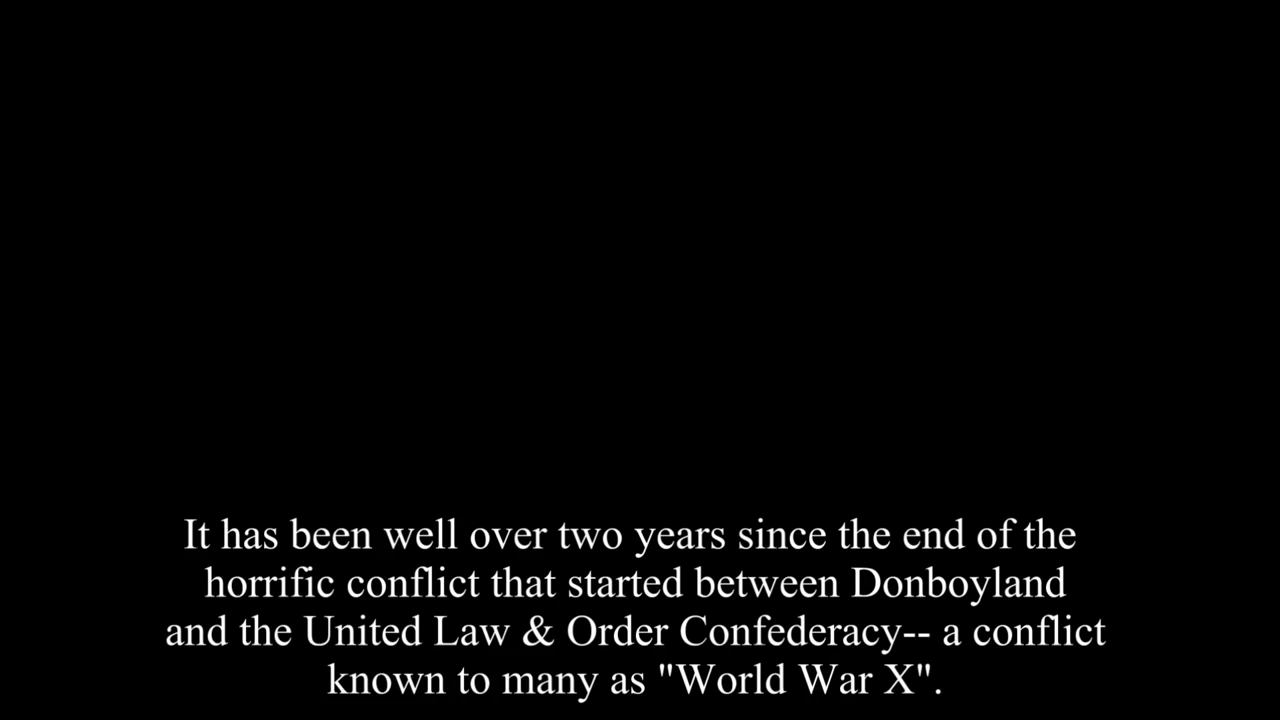 It has been well over two years since the end of the
horrific conflict that started between Donboyland
and the United Law & Order Confederacy-- a conflict
known to many as "World War X".